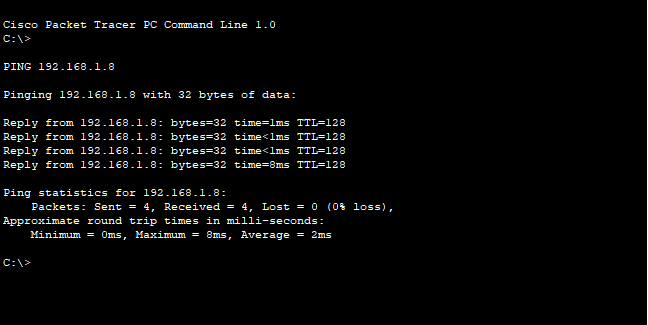 Cisco Packet Tracer PC Command Line 1.0
C:\>
PING 192.168.1.8
Pinging 192.168.1.8 with 32 bytes of data:
Reply from 192.168.1.8: bytes=32 time=1ms TTL=128
Reply from 192.168.1.8: bytes=32 time<1ms TTL=128
Reply from 192.168.1.8: bytes=32 time<1ms TTL=128
Reply from 192.168.1.8: bytes=32 time=8ms TTL=128
Ping statistics for 192.168.1.8:
    Packets: Sent = 4, Received = 4, Lost = 0 (0% loss),
Approximate round trip times in milli-seconds:
    Minimum = 0ms, Maximum = 8ms, Average = 2ms
C:\>